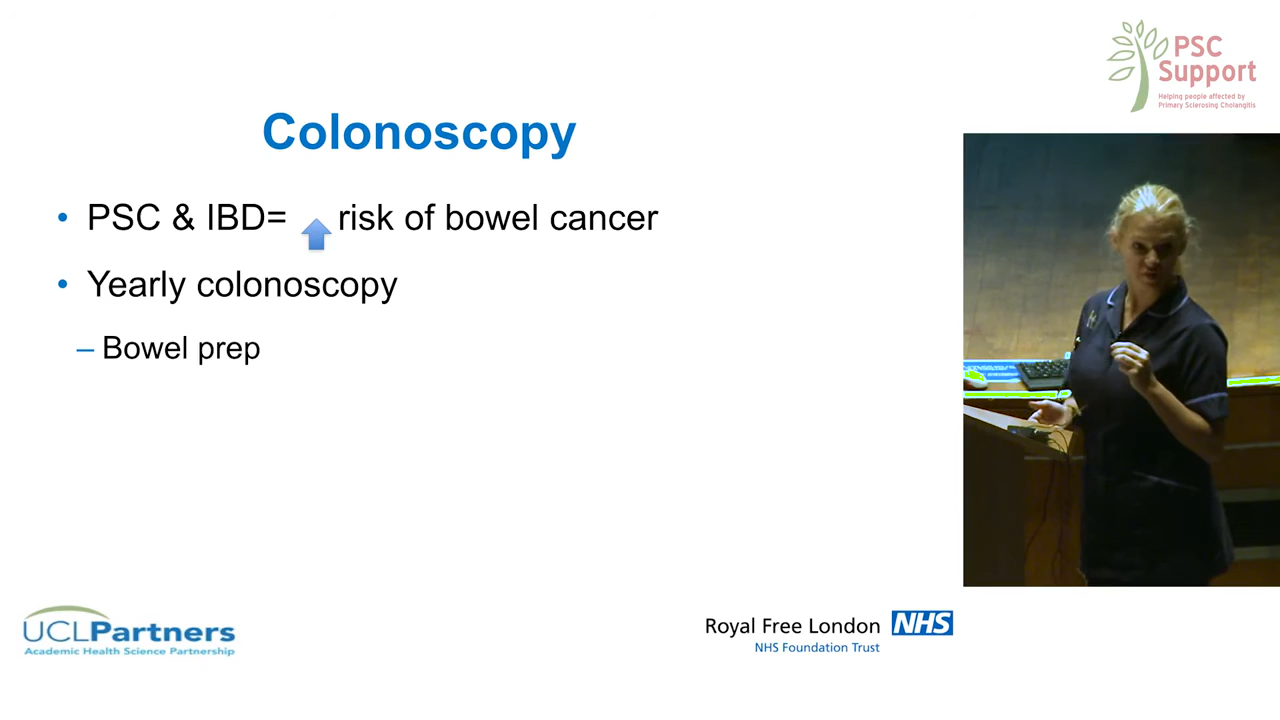 PSC
Support
Helping people affected by
Primary Sclerosing Cholangitis
Colonoscopy
• PSC & IBD= risk of bowel cancer
• Yearly colonoscopy
– Bowel prep
UCLPartners
Academic Health Science Partnership
Royal Free London NHS
NHS Foundation Trust